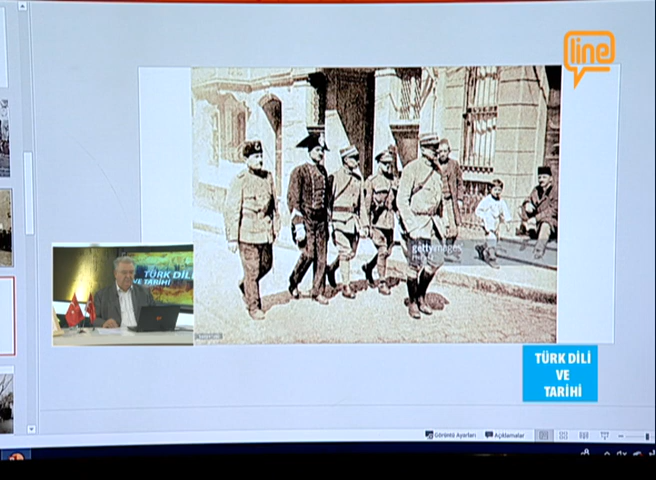 line
gettyimages
TÜRK DİLİ
VE TARİHİ
TÜRK DİLİ
VE
TARİHİ
Görüntü Ayarları
Açıklamalar